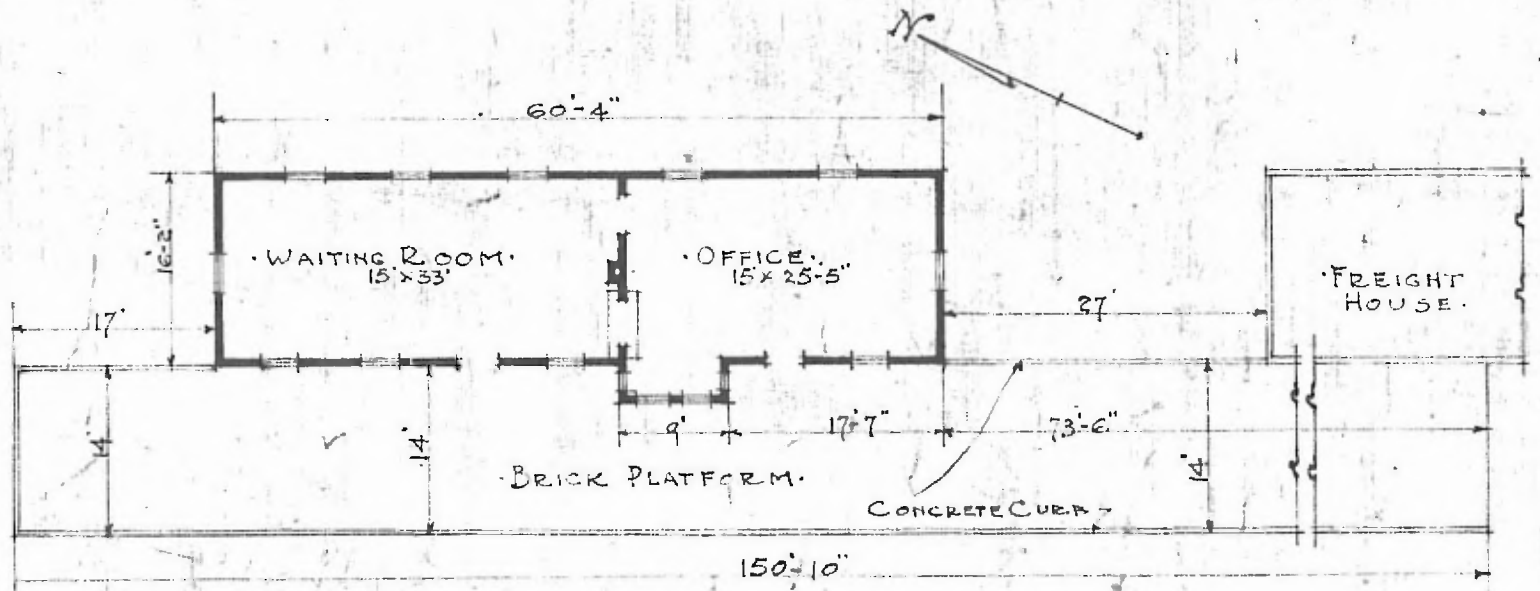 N
60'-4"
16'-2"
·WAITING ROOM·
15'x33'
·OFFICE·
15'x 25'-5"
·FREIGHT
HOUSE·
17'
27'
14'
14'
9'
17'-7"
73'-6"
14'
·BRICK PLATFORM·
CONCRETE CURB
150'-10"